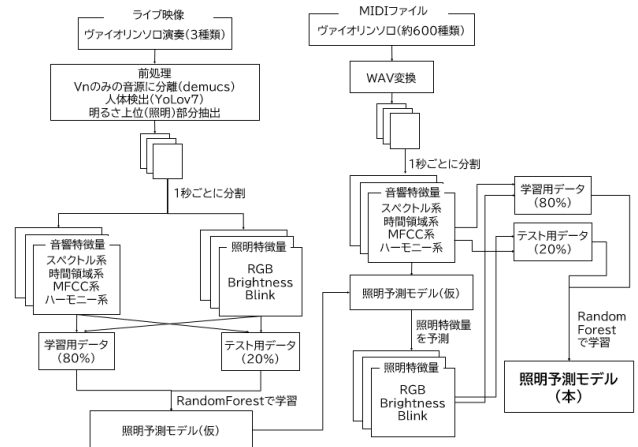 ライブ映像
ヴァイオリンソロ演奏(3種類)
前処理
Vnのみの音源に分離(demucs)
人体検出(YoLov7)
明るさ上位(照明)部分抽出
1秒ごとに分割
音響特徴量
スペクトル系
時間領域系
MFCC系
ハーモニー系
照明特徴量
RGB
Brightness
Blink
学習用データ
(80%)
テスト用データ
(20%)
RandomForestで学習
照明予測モデル(仮)
MIDIファイル
ヴァイオリンソロ(約600種類)
WAV変換
1秒ごとに分割
音響特徴量
スペクトル系
時間領域系
MFCC系
ハーモニー系
照明予測モデル(仮)
照明特徴量
を予測
照明特徴量
RGB
Brightness
Blink
学習用データ
(80%)
テスト用データ
(20%)
Random
Forest
で学習
照明予測モデル
(本)